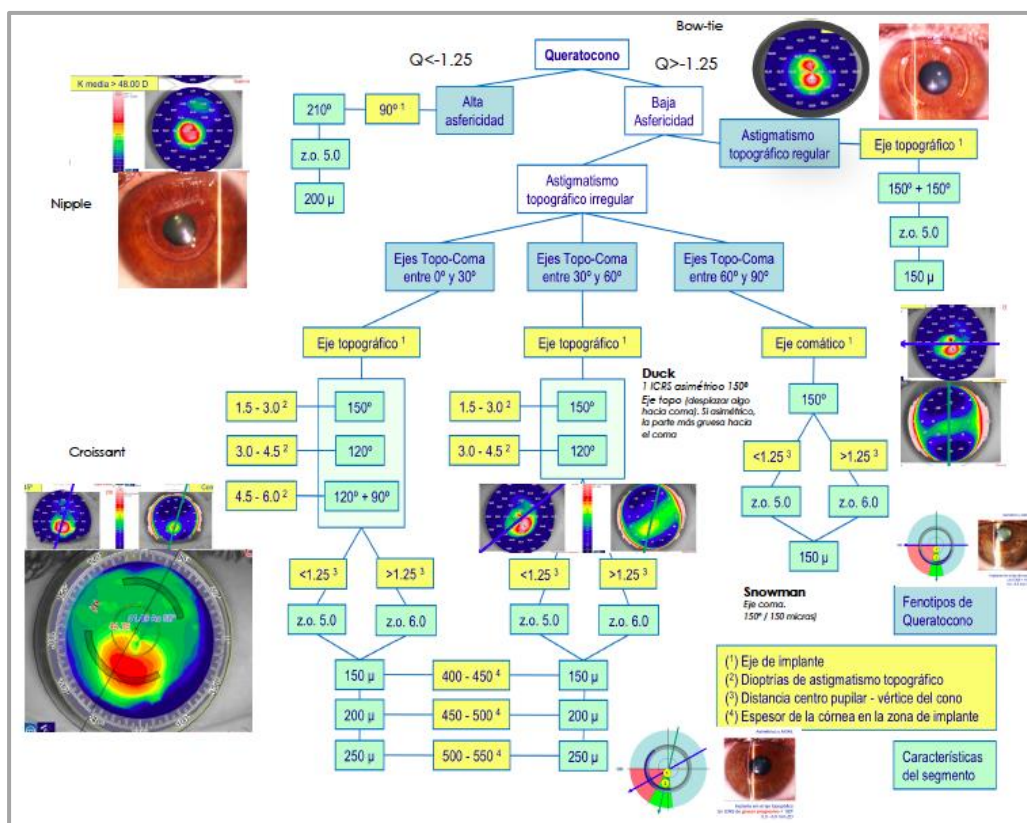 Bow-tie
Q<-1.25
Queratocono
Q>-1.25
K media > 48.00 D
210º
90º ¹
Alta
asfericidad
Baja
Asfericidad
z.o. 5.0
Astigmatismo
topográfico regular
Eje topográfico ¹
200 µ
Nipple
Astigmatismo
topográfico irregular
150º + 150º
z.o. 5.0
150 µ
Ejes Topo-Coma
entre 0º y 30º
Ejes Topo-Coma
entre 30º y 60º
Ejes Topo-Coma
entre 60º y 90º
Eje topográfico ¹
Eje topográfico ¹
Eje comático ¹
Duck
1 ICRS asimétrico 150º
Eje topo (desplazar algo
hacia coma). Si asimétrico,
la parte más gruesa hacia
el coma
1.5 - 3.0 ²
150º
1.5 - 3.0 ²
150º
150º
3.0 - 4.5 ²
120º
3.0 - 4.5 ²
120º
Croissant
4.5 - 6.0 ²
120º + 90º
<1.25 ³
>1.25 ³
z.o. 5.0
z.o. 6.0
150 µ
<1.25 ³
>1.25 ³
<1.25 ³
>1.25 ³
z.o. 5.0
z.o. 6.0
z.o. 5.0
z.o. 6.0
Snowman
Eje coma.
150º / 150 micras)
Fenotipos de
Queratocono
150 µ
400 - 450 ⁴
150 µ
200 µ
450 - 500 ⁴
200 µ
250 µ
500 - 550 ⁴
250 µ
(¹) Eje de implante
(²) Dioptrías de astigmatismo topográfico
(³) Distancia centro pupilar - vértice del cono
(⁴) Espesor de la córnea en la zona de implante
Características
del segmento